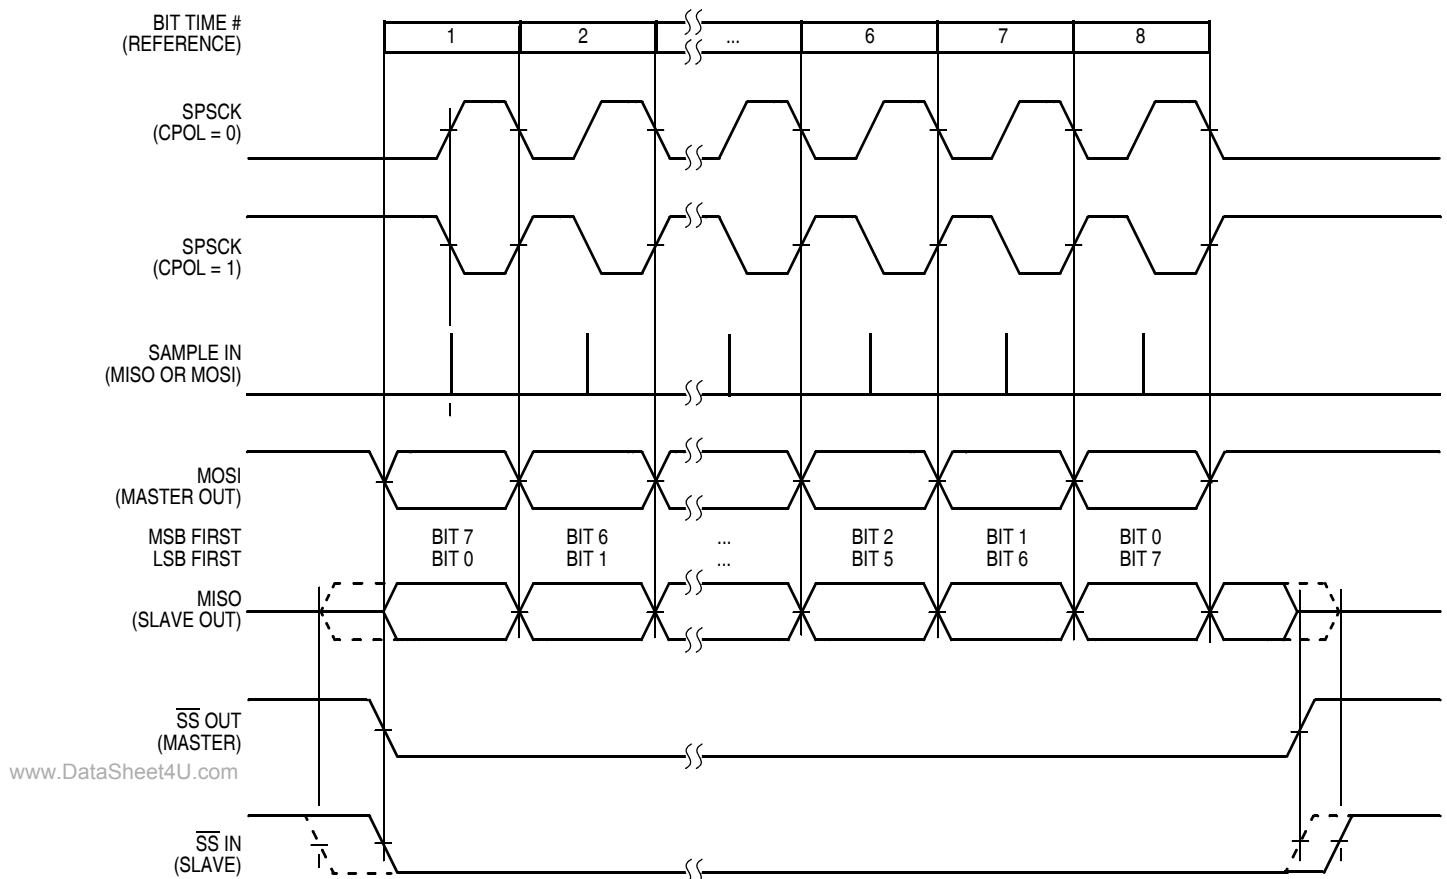 BIT TIME #
(REFERENCE)
1 2 ... 6 7 8
SPSCK
(CPOL = 0)
SPSCK
(CPOL = 1)
SAMPLE IN
(MISO OR MOSI)
MOSI
(MASTER OUT)
MSB FIRST BIT 7 BIT 6 ... BIT 2 BIT 1 BIT 0
LSB FIRST BIT 0 BIT 1 ... BIT 5 BIT 6 BIT 7
MISO
(SLAVE OUT)
SS OUT
(MASTER)
www.DataSheet4U.com
SS IN
(SLAVE)